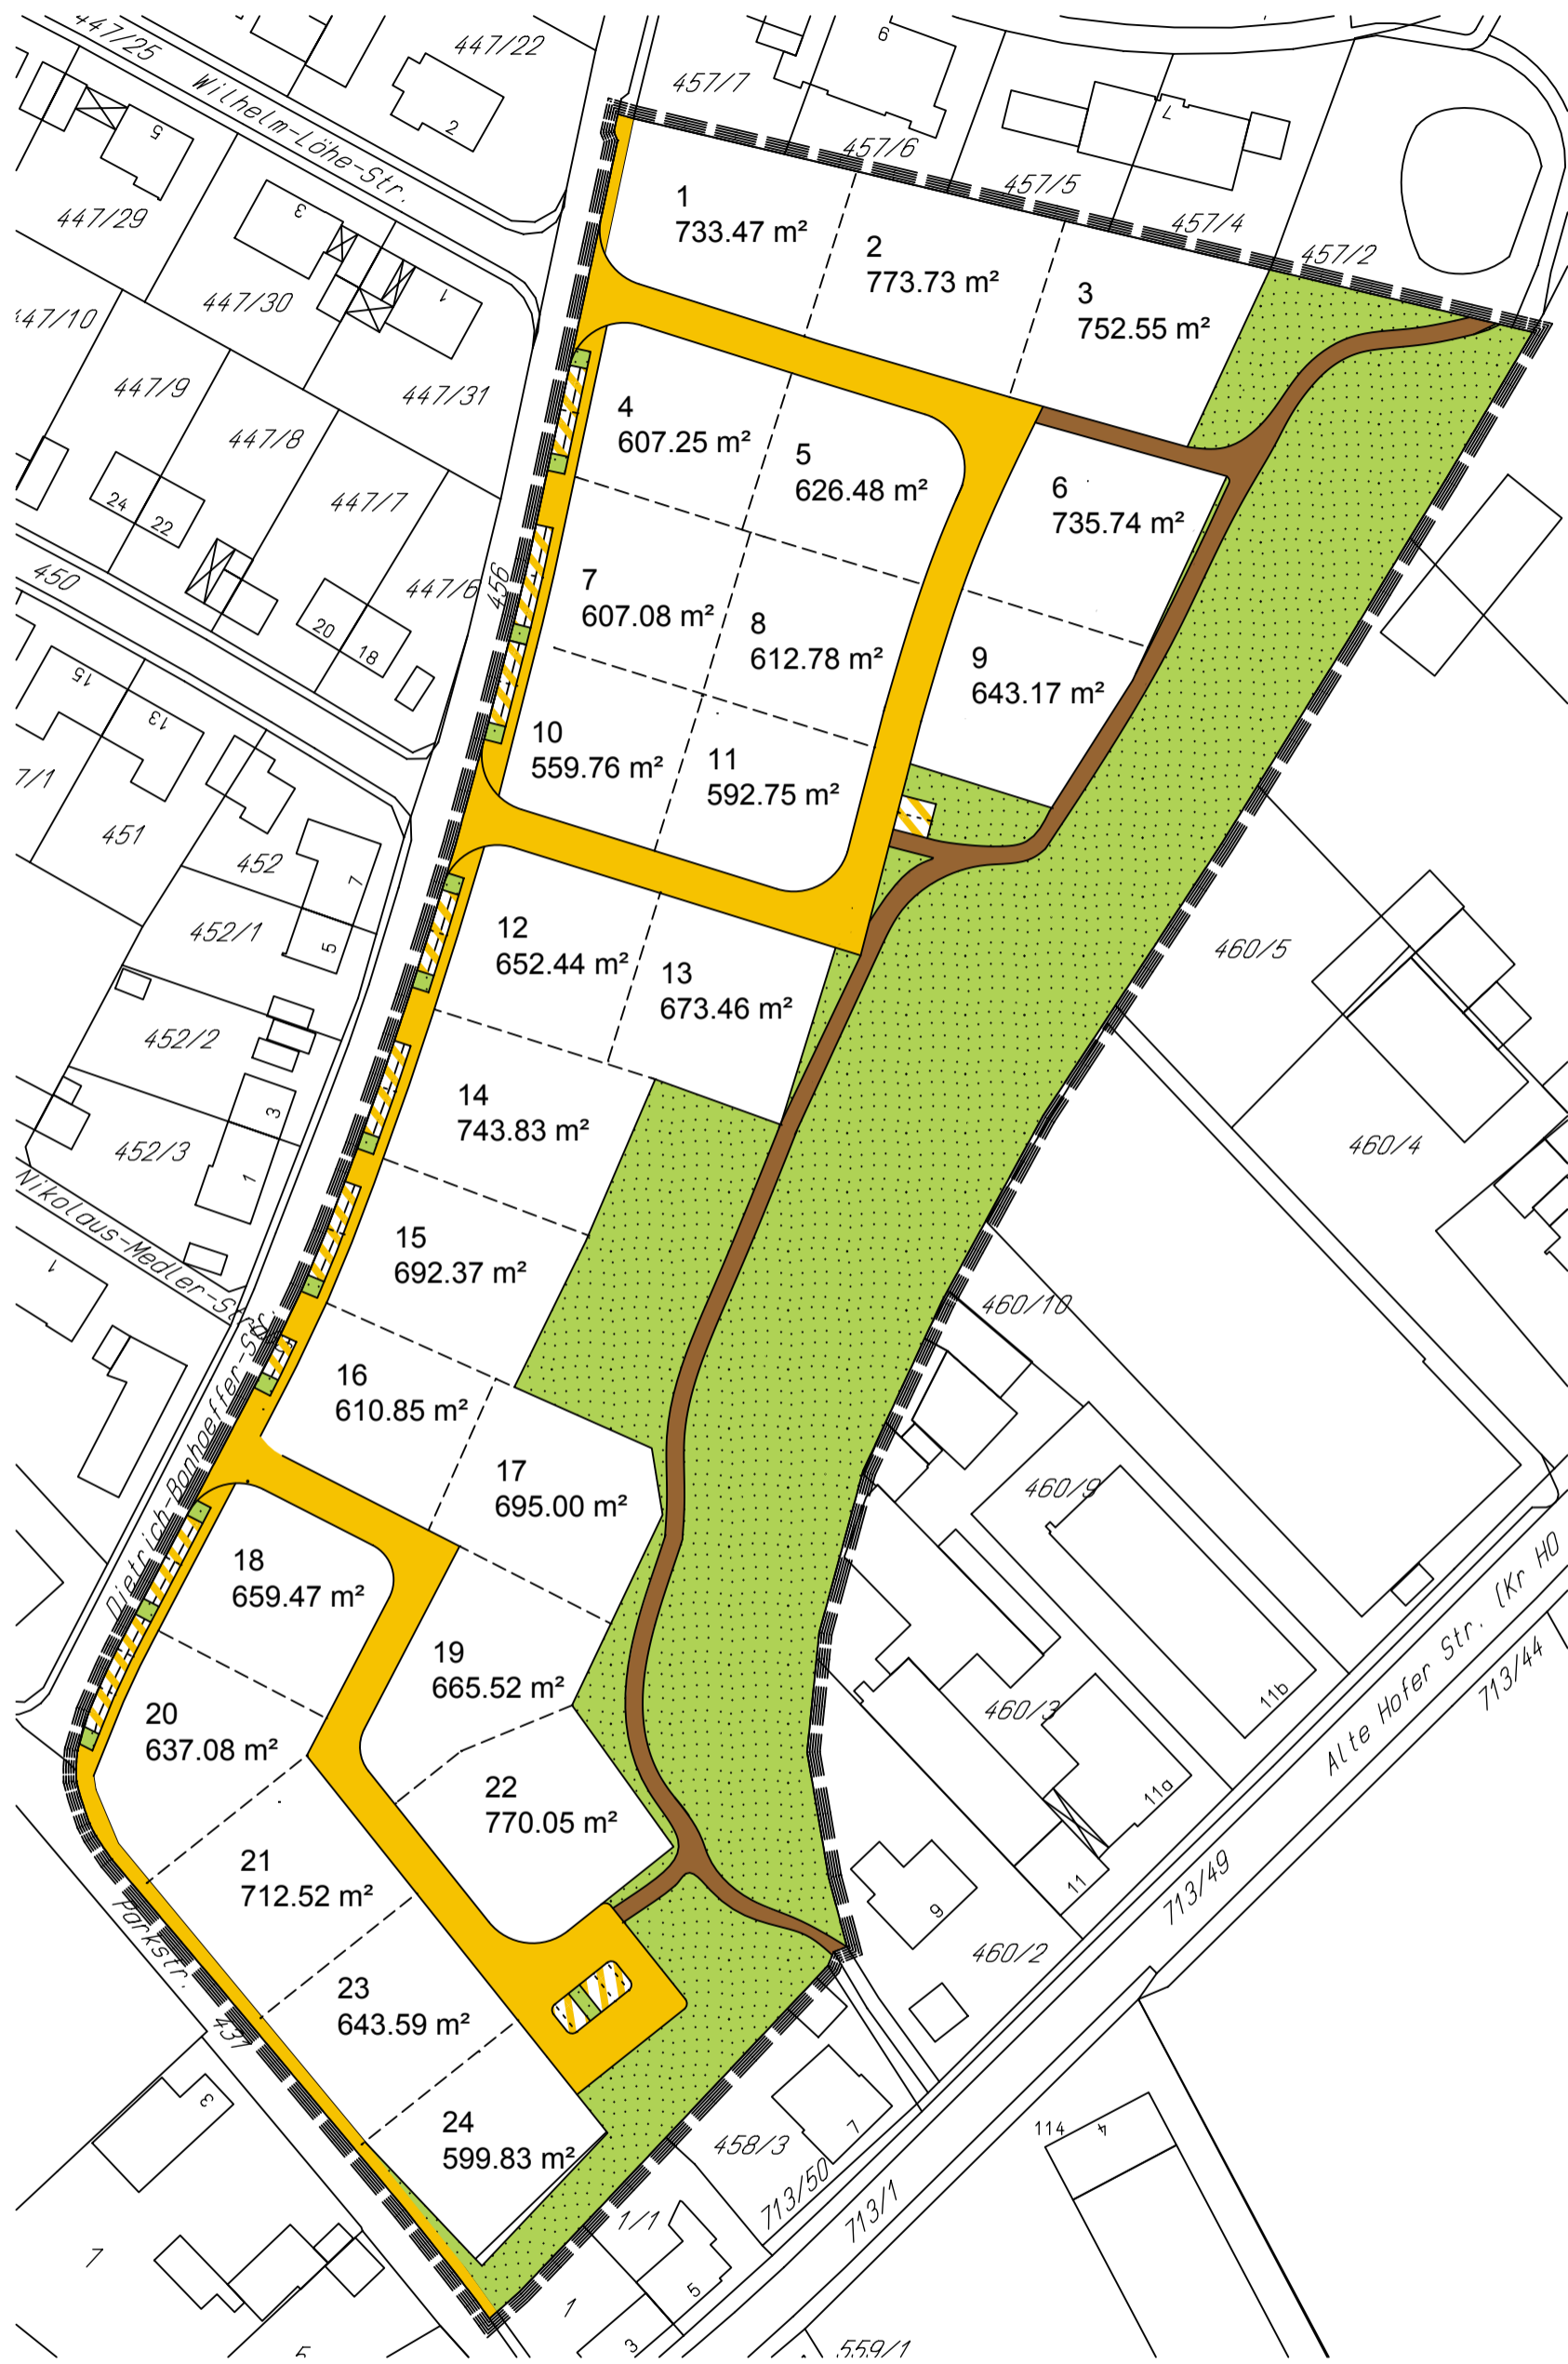 447/25
Wilhelm-Löhe-Str.
447/22
2
5
447/29
3
447/30
1
447/31
457/7
6
457/6
457/5
7
457/4
457/2
447/10
447/9
447/8
447/7
447/6
24
22
20
18
450
456
15
13
7/1
451
452
7
452/1
5
452/2
452/3
3
1
Nikolaus-Medler-Str.
1
Dietrich-Bonhoeffer-Str.
1
733.47 m²
2
773.73 m²
3
752.55 m²
4
607.25 m²
5
626.48 m²
6
735.74 m²
7
607.08 m²
8
612.78 m²
9
643.17 m²
10
559.76 m²
11
592.75 m²
12
652.44 m²
13
673.46 m²
14
743.83 m²
15
692.37 m²
16
610.85 m²
17
695.00 m²
18
659.47 m²
19
665.52 m²
20
637.08 m²
21
712.52 m²
22
770.05 m²
23
643.59 m²
24
599.83 m²
460/5
460/4
460/10
460/9
11b
460/3
11a
11
9
460/2
Alte Hofer Str. (Kr HO
713/44
713/49
Parkstr.
437
3
7
5
458/3
7
713/50
713/1
1/1
5
1
3
559/1
114
4